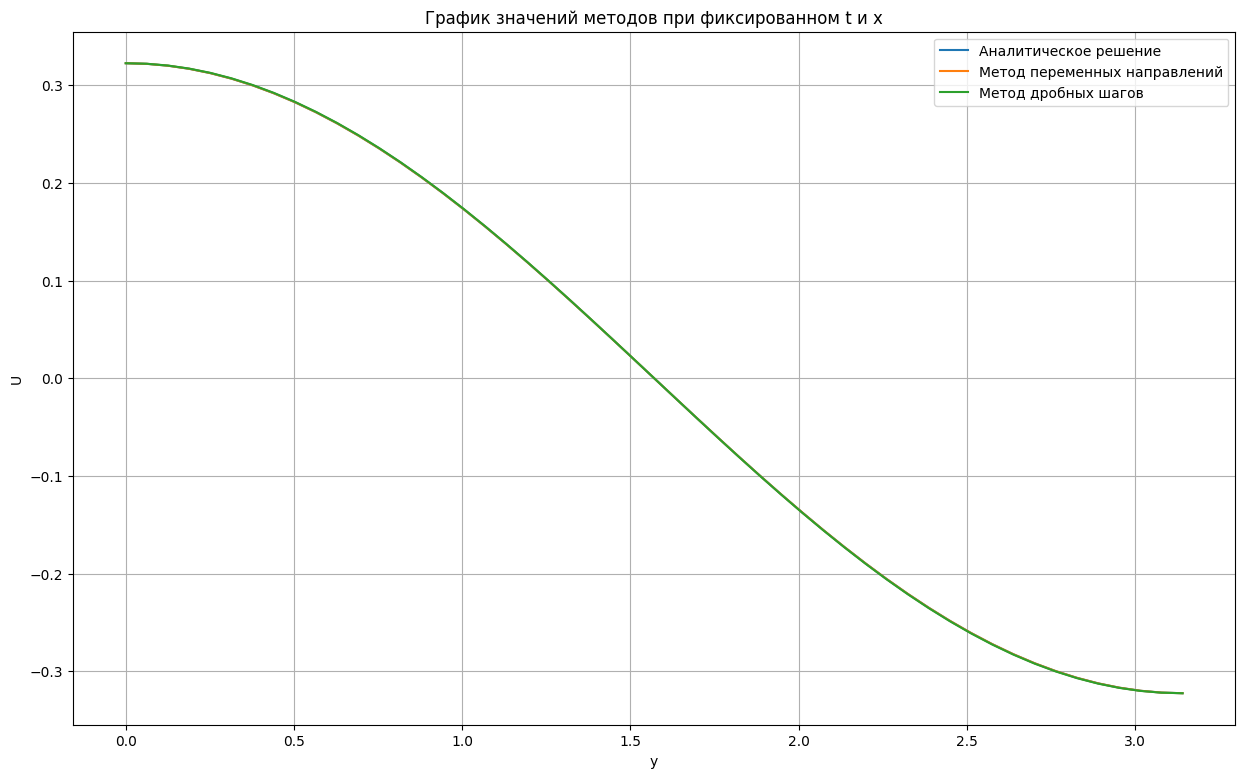 График значений методов при фиксированном t и x
Аналитическое решение
Метод переменных направлений
Метод дробных шагов
U
0.3
0.2
0.1
0.0
−0.1
−0.2
−0.3
0.0 0.5 1.0 1.5 2.0 2.5 3.0
y